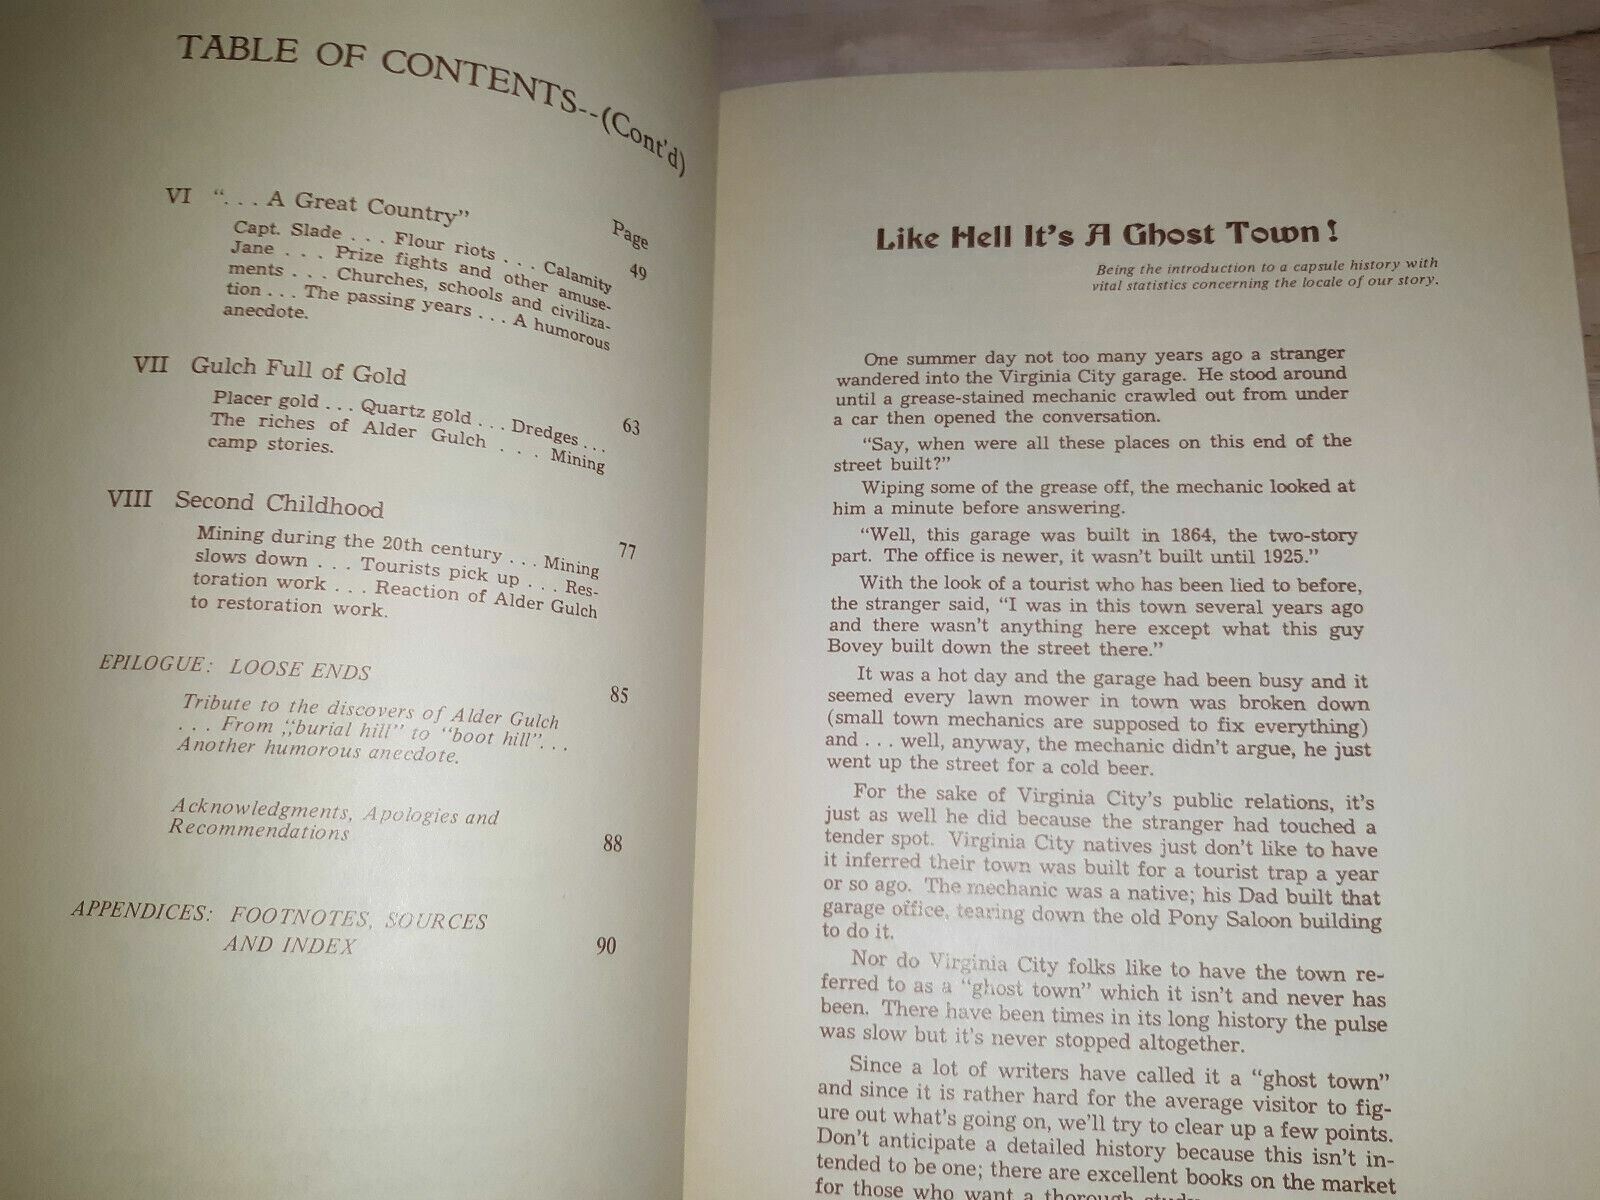 TABLE OF CONTENTS--(Cont'd)
Page
VI ". . . A Great Country"
49
Capt. Slade . . . Flour riots . . . Calamity
Jane . . . Prize fights and other amuse-
ments . . . Churches, schools and civiliza-
tion . . . The passing years . . . A humorous
anecdote.
VII Gulch Full of Gold
63
Placer gold . . . Quartz gold . . . Dredges . . .
The riches of Alder Gulch . . . Mining
camp stories.
VIII Second Childhood
77
Mining during the 20th century . . . Mining
slows down . . . Tourists pick up . . . Res-
toration work . . . Reaction of Alder Gulch
to restoration work.
EPILOGUE: LOOSE ENDS
85
Tribute to the discovers of Alder Gulch
. . . From ,,burial hill" to "boot hill". . .
Another humorous anecdote.
Acknowledgments, Apologies and
Recommendations
88
APPENDICES: FOOTNOTES, SOURCES
AND INDEX
90
Like Hell It's A Ghost Town!
Being the introduction to a capsule history with
vital statistics concerning the locale of our story.
One summer day not too many years ago a stranger
wandered into the Virginia City garage. He stood around
until a grease-stained mechanic crawled out from under
a car then opened the conversation.
"Say, when were all these places on this end of the
street built?"
Wiping some of the grease off, the mechanic looked at
him a minute before answering.
"Well, this garage was built in 1864, the two-story
part. The office is newer, it wasn't built until 1925."
With the look of a tourist who has been lied to before,
the stranger said, "I was in this town several years ago
and there wasn't anything here except what this guy
Bovey built down the street there."
It was a hot day and the garage had been busy and it
seemed every lawn mower in town was broken down
(small town mechanics are supposed to fix everything)
and . . . well, anyway, the mechanic didn't argue, he just
went up the street for a cold beer.
For the sake of Virginia City's public relations, it's
just as well he did because the stranger had touched a
tender spot. Virginia City natives just don't like to have
it inferred their town was built for a tourist trap a year
or so ago. The mechanic was a native; his Dad built that
garage office, tearing down the old Pony Saloon building
to do it.
Nor do Virginia City folks like to have the town re-
ferred to as a "ghost town" which it isn't and never has
been. There have been times in its long history the pulse
was slow but it's never stopped altogether.
Since a lot of writers have called it a "ghost town"
and since it is rather hard for the average visitor to fig-
ure out what's going on, we'll try to clear up a few points.
Don't anticipate a detailed history because this isn't in-
tended to be one; there are excellent books on the market
for those who want a thorough study